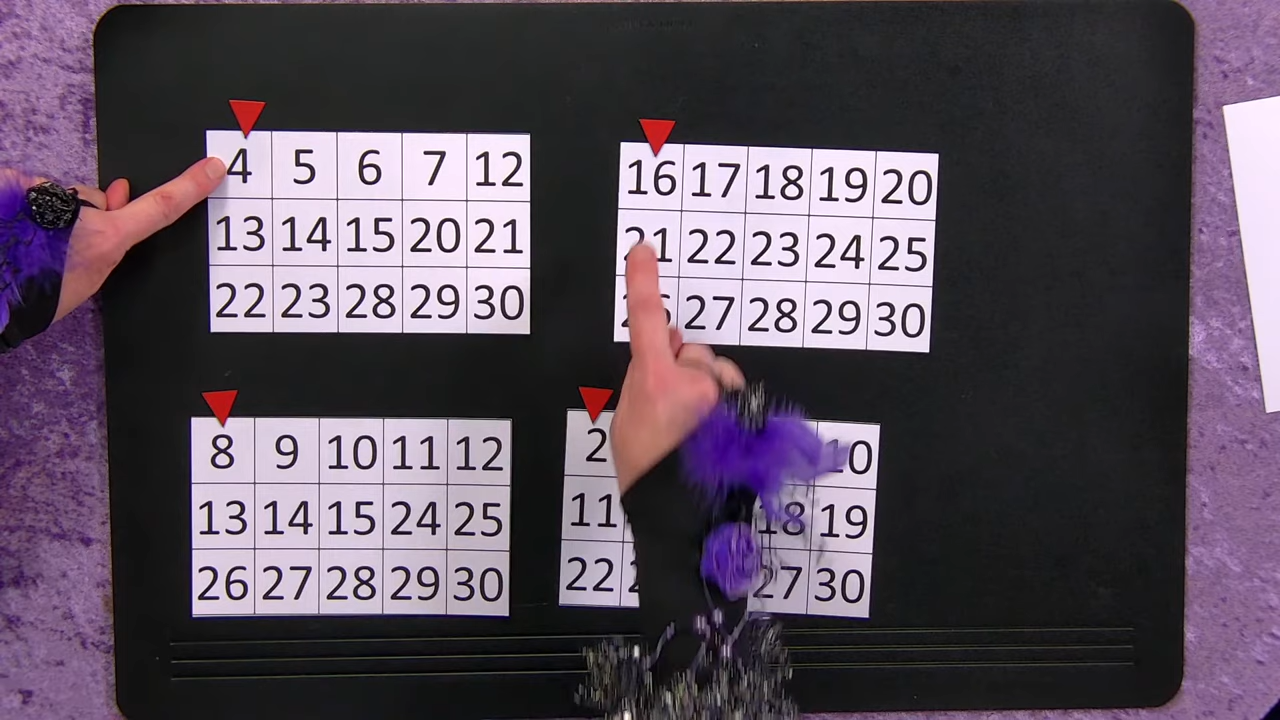 4 5 6 7 12
13 14 15 20 21
22 23 28 29 30
16 17 18 19 20
21 22 23 24 25
26 27 28 29 30
8 9 10 11 12
13 14 15 24 25
26 27 28 29 30
2 10
11 18 19
22 27 30